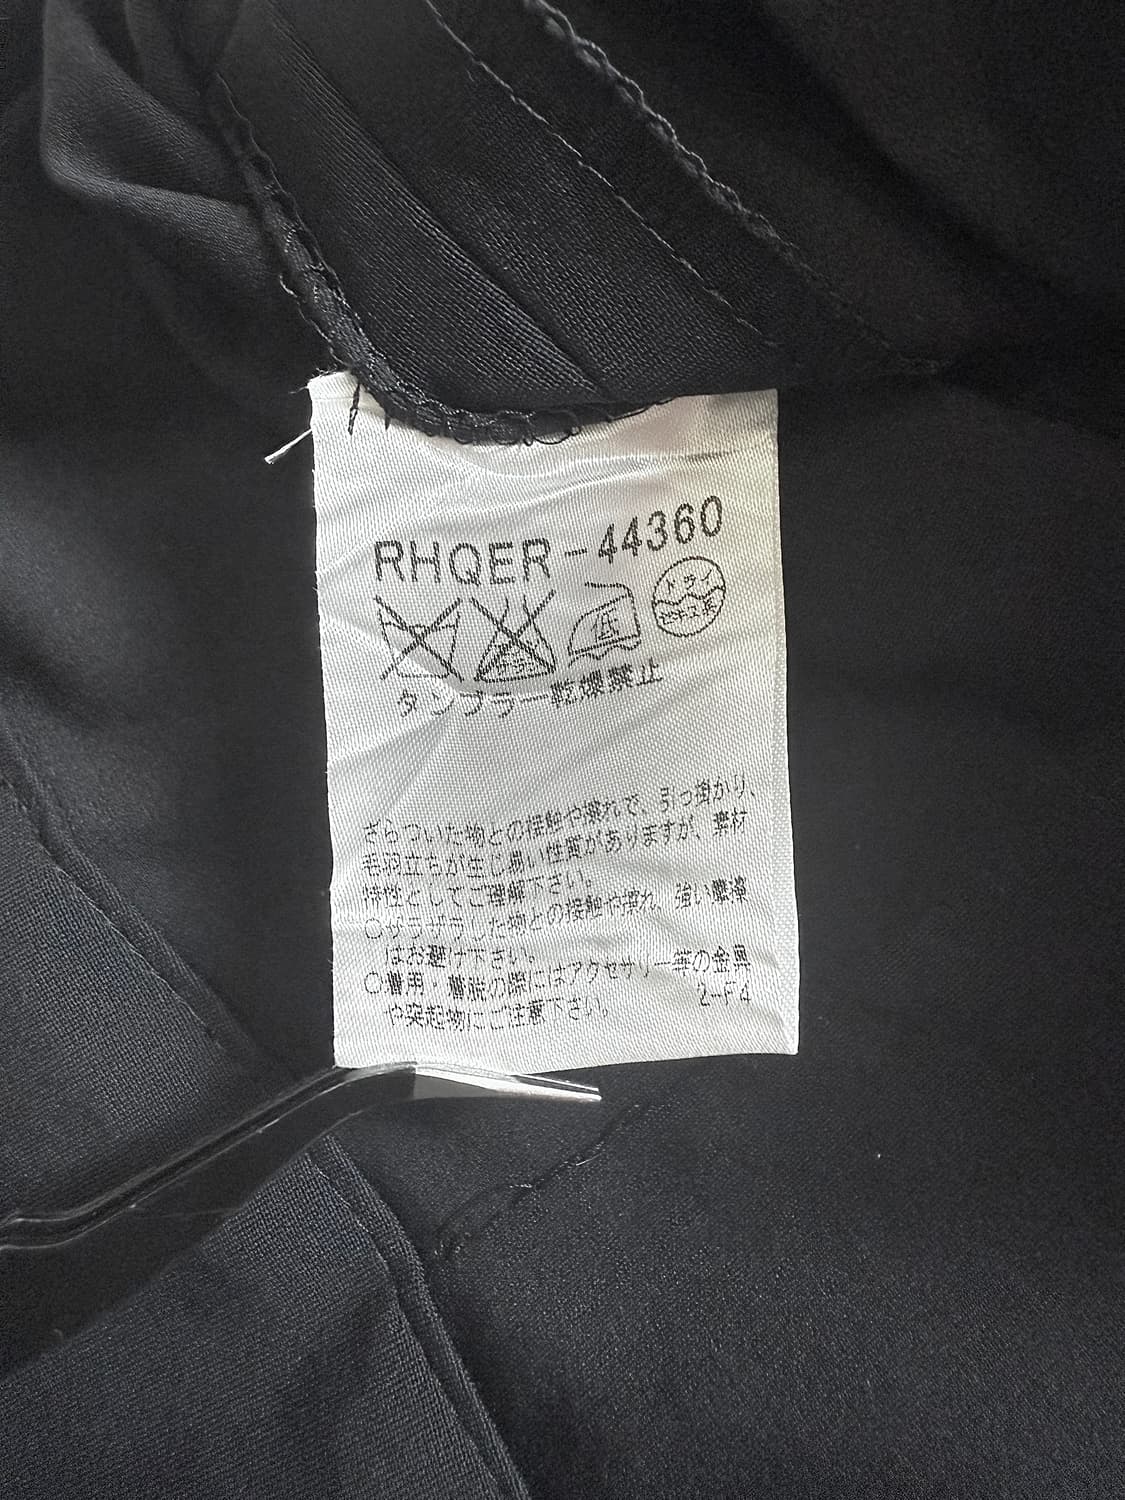 RHQER-44360
ドライ
低
タンブラー乾燥禁止
ざらついた物との接触や擦れで、引っ掛かり、
毛羽立ちが生じ易い性質がありますが、素材
特性としてご理解下さい。
○ザラザラした物との接触や擦れ 強い摩擦
はお避け下さい。
○着用・着脱の際にはアクセサリー等の金具
や突起物にご注意下さい。
2-F4